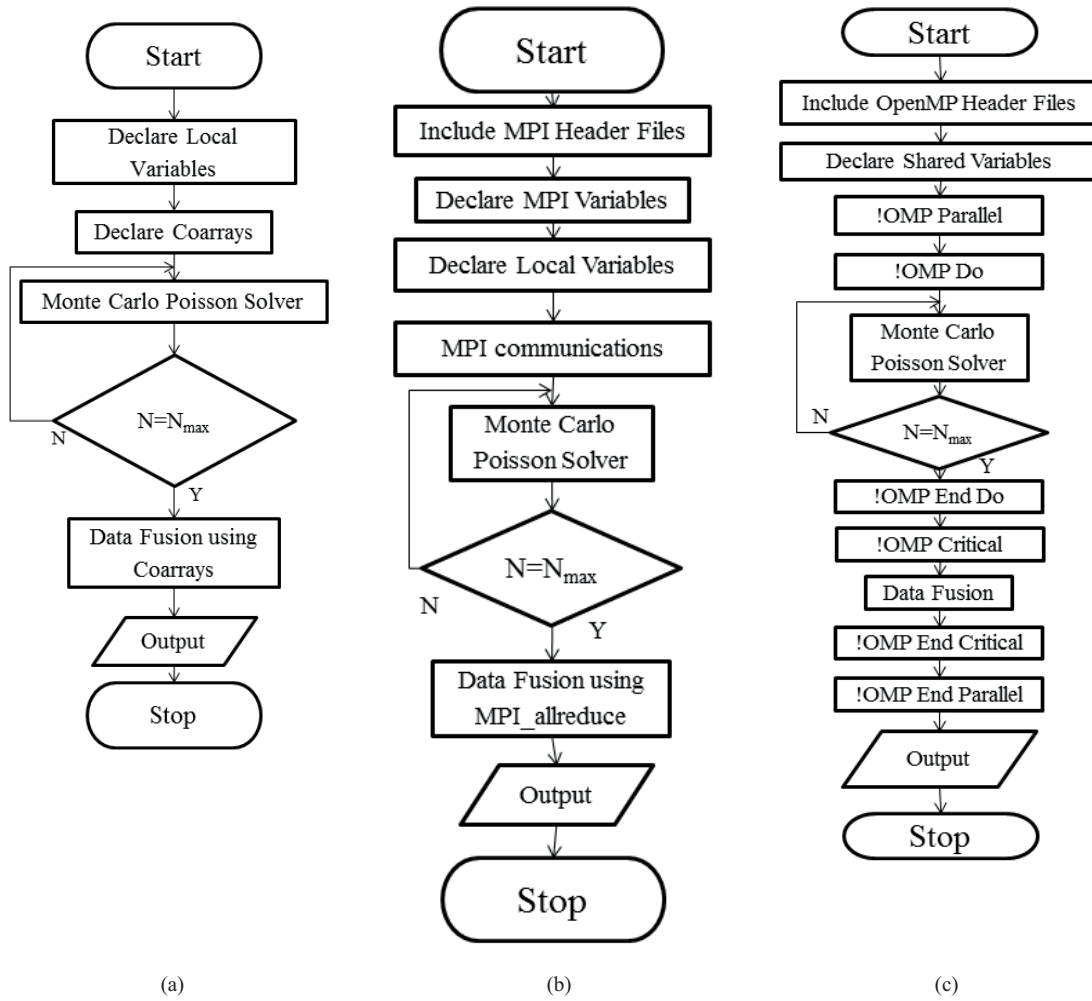 Start
Declare Local
Variables
Declare Coarrays
Monte Carlo Poisson Solver
N=Nmax
N
Y
Data Fusion using
Coarrays
Output
Stop
(a)
Start
Include MPI Header Files
Declare MPI Variables
Declare Local Variables
MPI communications
Monte Carlo
Poisson Solver
N=Nmax
N
Y
Data Fusion using
MPI_allreduce
Output
Stop
(b)
Start
Include OpenMP Header Files
Declare Shared Variables
!OMP Parallel
!OMP Do
Monte Carlo
Poisson Solver
N
N=Nmax
Y
!OMP End Do
!OMP Critical
Data Fusion
!OMP End Critical
!OMP End Parallel
Output
Stop
(c)